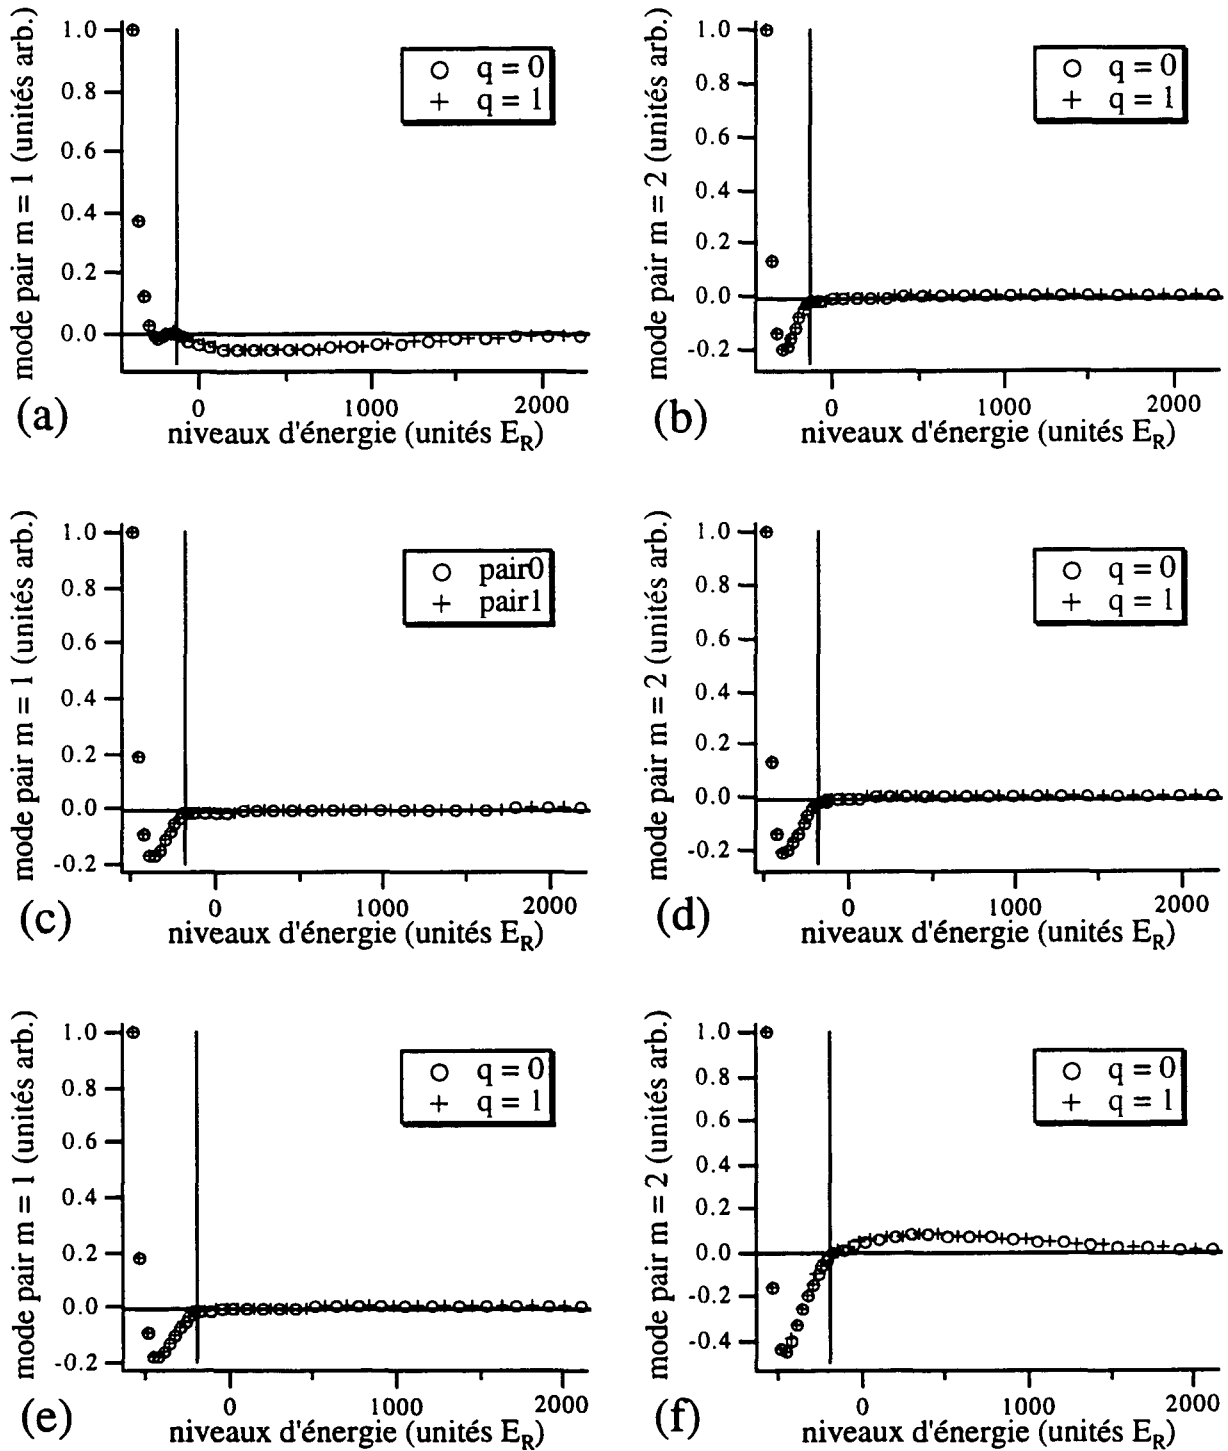 mode pair m = 1 (unités arb.)
1.0
0.8
0.6
0.4
0.2
0.0
q = 0
q = 1
0
1000
2000
(a)
niveaux d'énergie (unités E_R)
mode pair m = 2 (unités arb.)
1.0
0.8
0.6
0.4
0.2
0.0
-0.2
q = 0
q = 1
0
1000
2000
(b)
niveaux d'énergie (unités E_R)
mode pair m = 1 (unités arb.)
1.0
0.8
0.6
0.4
0.2
0.0
-0.2
pair0
pair1
0
1000
2000
(c)
niveaux d'énergie (unités E_R)
mode pair m = 2 (unités arb.)
1.0
0.8
0.6
0.4
0.2
0.0
-0.2
q = 0
q = 1
0
1000
2000
(d)
niveaux d'énergie (unités E_R)
mode pair m = 1 (unités arb.)
1.0
0.8
0.6
0.4
0.2
0.0
-0.2
q = 0
q = 1
0
1000
2000
(e)
niveaux d'énergie (unités E_R)
mode pair m = 2 (unités arb.)
1.0
0.8
0.6
0.4
0.2
0.0
-0.2
-0.4
q = 0
q = 1
0
1000
2000
(f)
niveaux d'énergie (unités E_R)